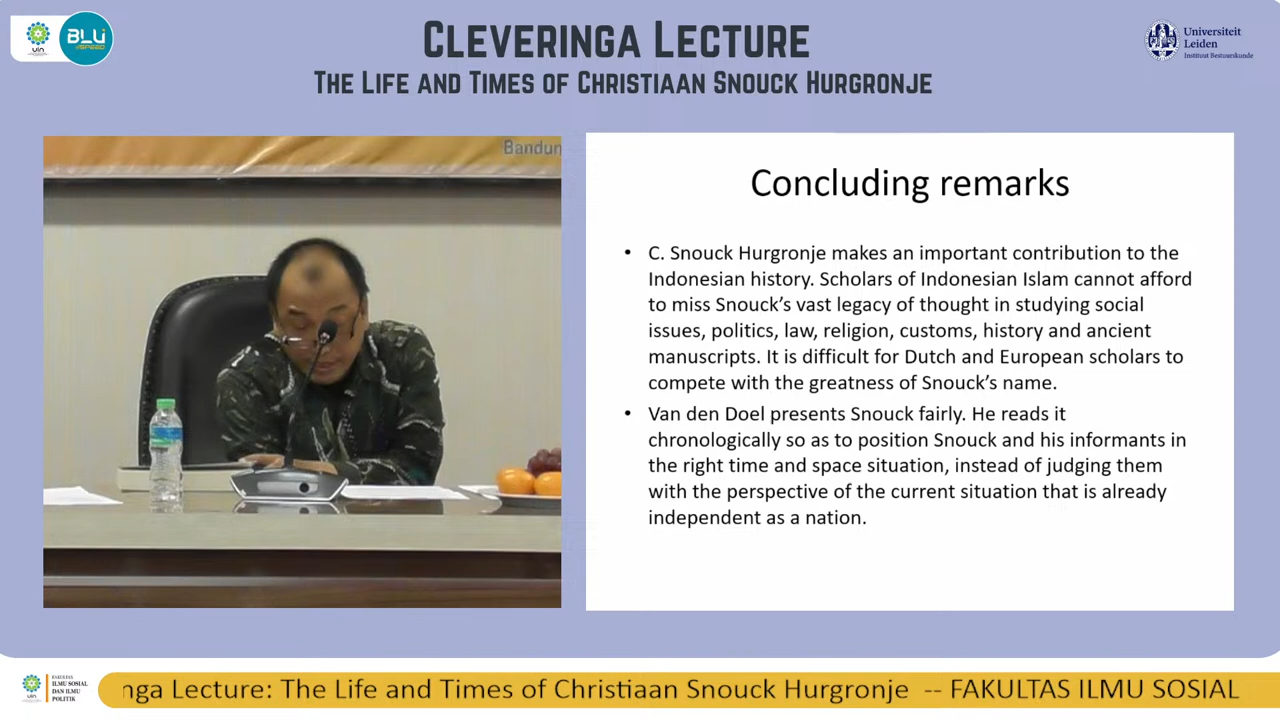 uin
BLU
SPEED
CLEVERINGA LECTURE
THE LIFE AND TIMES OF CHRISTIAAN SNOUCK HURGRONJE
Universiteit
Leiden
Instituut Bestuurskunde
Bandun
Concluding remarks
• C. Snouck Hurgronje makes an important contribution to the
Indonesian history. Scholars of Indonesian Islam cannot afford
to miss Snouck’s vast legacy of thought in studying social
issues, politics, law, religion, customs, history and ancient
manuscripts. It is difficult for Dutch and European scholars to
compete with the greatness of Snouck’s name.
• Van den Doel presents Snouck fairly. He reads it
chronologically so as to position Snouck and his informants in
the right time and space situation, instead of judging them
with the perspective of the current situation that is already
independent as a nation.
uin
FAKULTAS
ILMU SOSIAL
DAN ILMU
POLITIK
nga Lecture: The Life and Times of Christiaan Snouck Hurgronje -- FAKULTAS ILMU SOSIAL